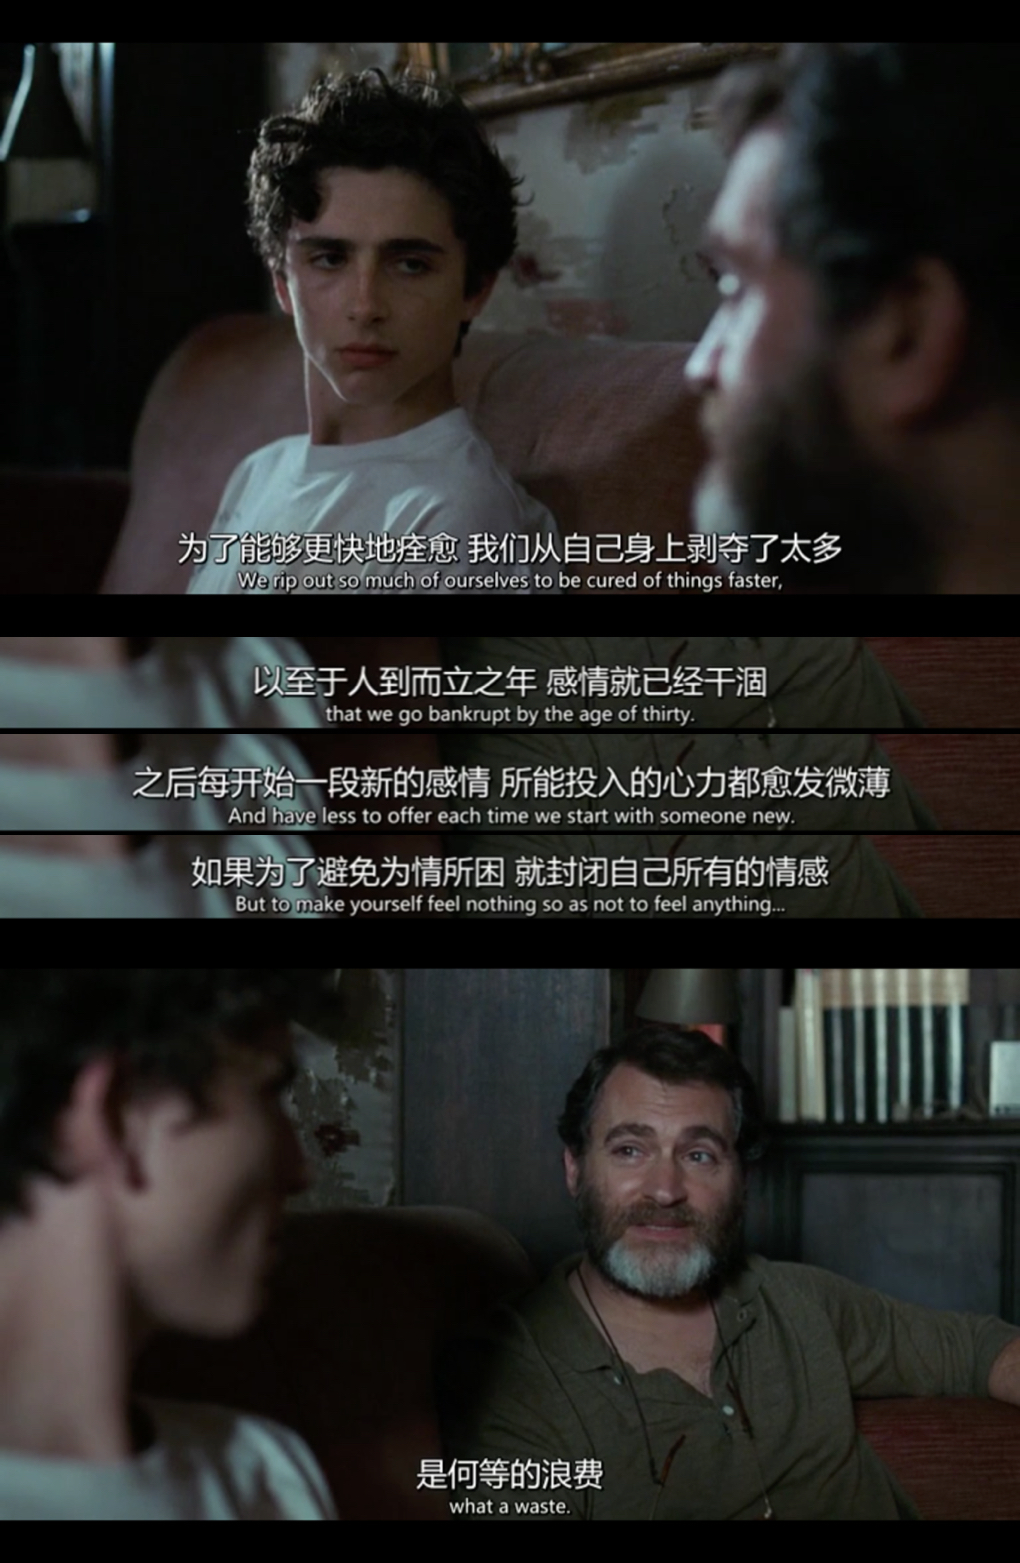 为了能够更快地痊愈 我们从自己身上剥夺了太多
We rip out so much of ourselves to be cured of things faster,
以至于人到而立之年 感情就已经干涸
that we go bankrupt by the age of thirty.
之后每开始一段新的感情 所能投入的心力都愈发微薄
And have less to offer each time we start with someone new.
如果为了避免为情所困 就封闭自己所有的情感
But to make yourself feel nothing so as not to feel anything...
是何等的浪费
what a waste.